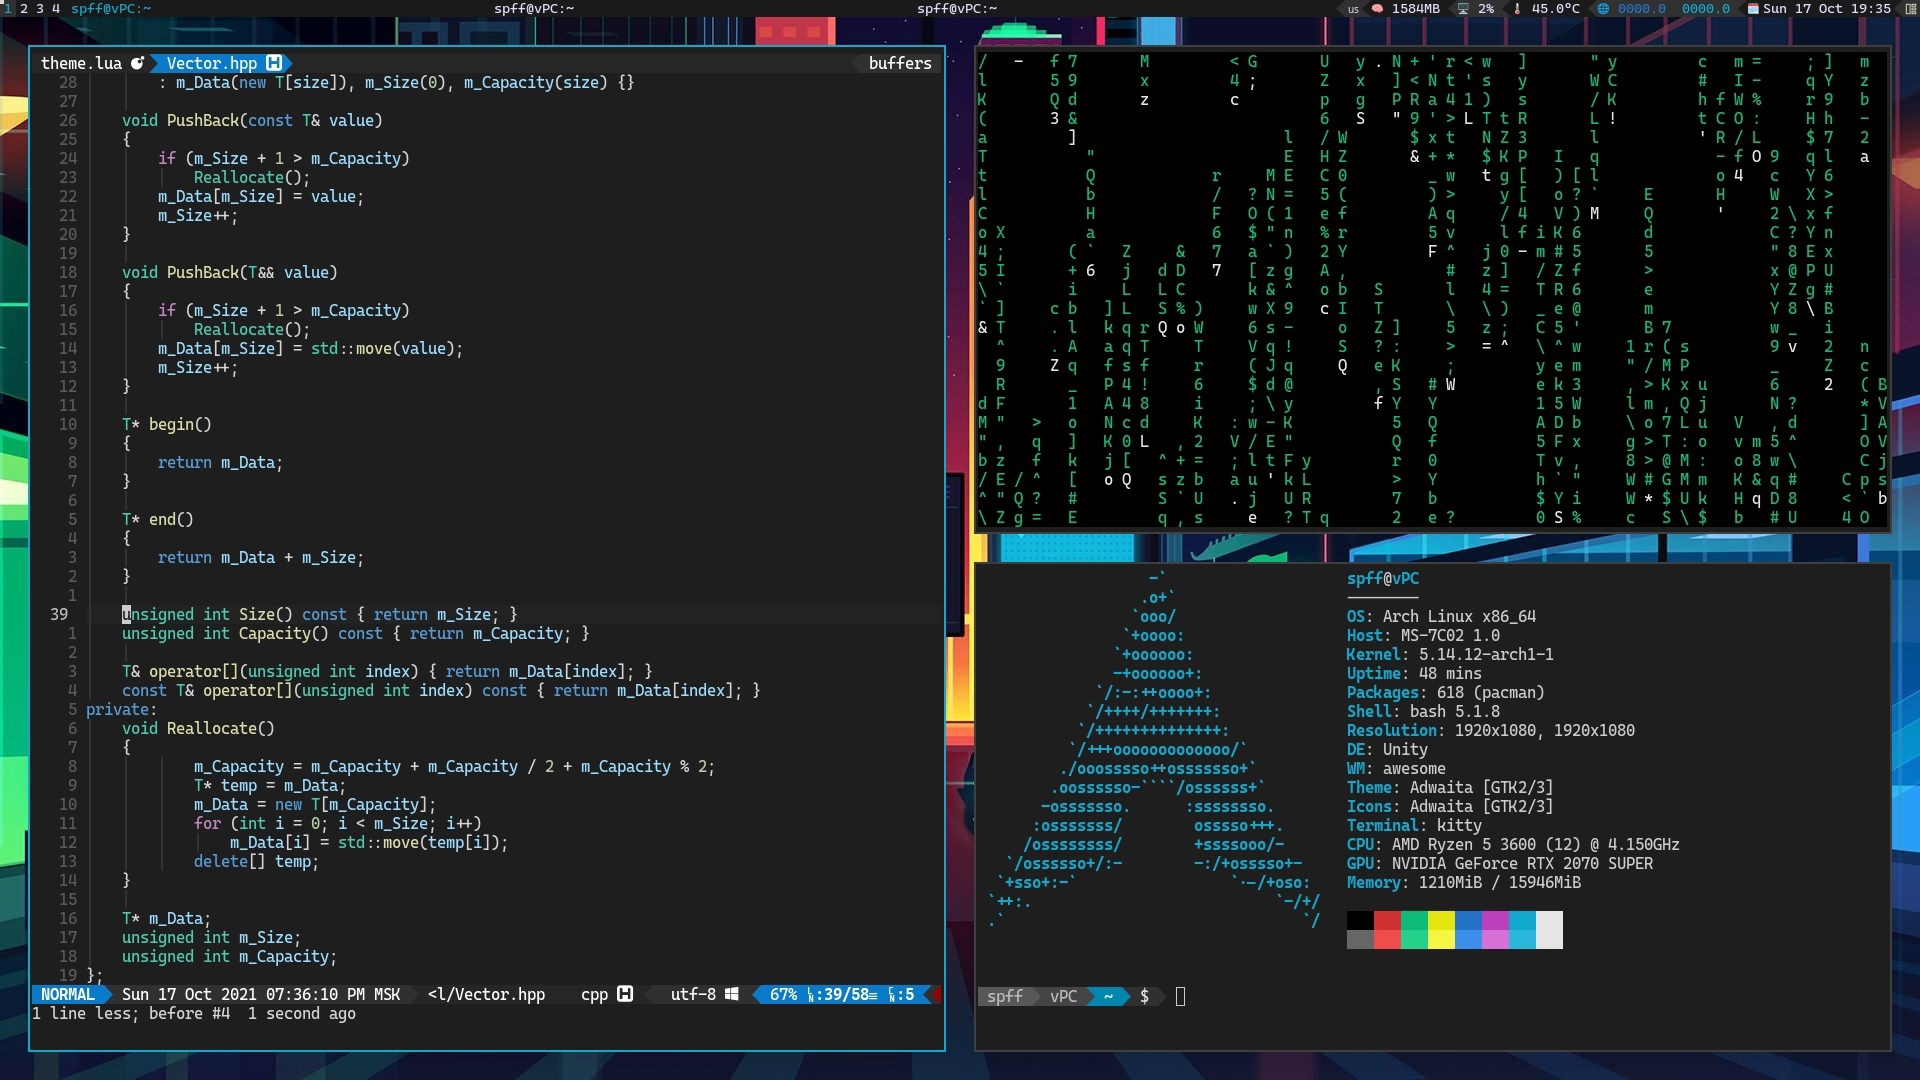 1 2 3 4 spff@vPC:~ spff@vPC:~ spff@vPC:~ us 1584MB 2% 45.0°C 0000.0 0000.0 Sun 17 Oct 19:35
theme.lua Vector.hpp buffers
28 : m_Data(new T[size]), m_Size(0), m_Capacity(size) {}
27
26 void PushBack(const T& value)
25 {
24 if (m_Size + 1 > m_Capacity)
23 Reallocate();
22 m_Data[m_Size] = value;
21 m_Size++;
20 }
19
18 void PushBack(T&& value)
17 {
16 if (m_Size + 1 > m_Capacity)
15 Reallocate();
14 m_Data[m_Size] = std::move(value);
13 m_Size++;
12 }
11
10 T* begin()
9 {
8 return m_Data;
7 }
6
5 T* end()
4 {
3 return m_Data + m_Size;
2 }
1
39 unsigned int Size() const { return m_Size; }
1 unsigned int Capacity() const { return m_Capacity; }
2
3 T& operator[](unsigned int index) { return m_Data[index]; }
4 const T& operator[](unsigned int index) const { return m_Data[index]; }
5 private:
6 void Reallocate()
7 {
8 m_Capacity = m_Capacity + m_Capacity / 2 + m_Capacity % 2;
9 T* temp = m_Data;
10 m_Data = new T[m_Capacity];
11 for (int i = 0; i < m_Size; i++)
12 m_Data[i] = std::move(temp[i]);
13 delete[] temp;
14 }
15
16 T* m_Data;
17 unsigned int m_Size;
18 unsigned int m_Capacity;
19 };
NORMAL Sun 17 Oct 2021 07:36:10 PM MSK <l/Vector.hpp cpp utf-8 67% :39/58≡ :5
1 line less; before #4 1 second ago
spff@vPC
OS: Arch Linux x86_64
Host: MS-7C02 1.0
Kernel: 5.14.12-arch1-1
Uptime: 48 mins
Packages: 618 (pacman)
Shell: bash 5.1.8
Resolution: 1920x1080, 1920x1080
DE: Unity
WM: awesome
Theme: Adwaita [GTK2/3]
Icons: Adwaita [GTK2/3]
Terminal: kitty
CPU: AMD Ryzen 5 3600 (12) @ 4.150GHz
GPU: NVIDIA GeForce RTX 2070 SUPER
Memory: 1210MiB / 15946MiB
spff vPC ~ $